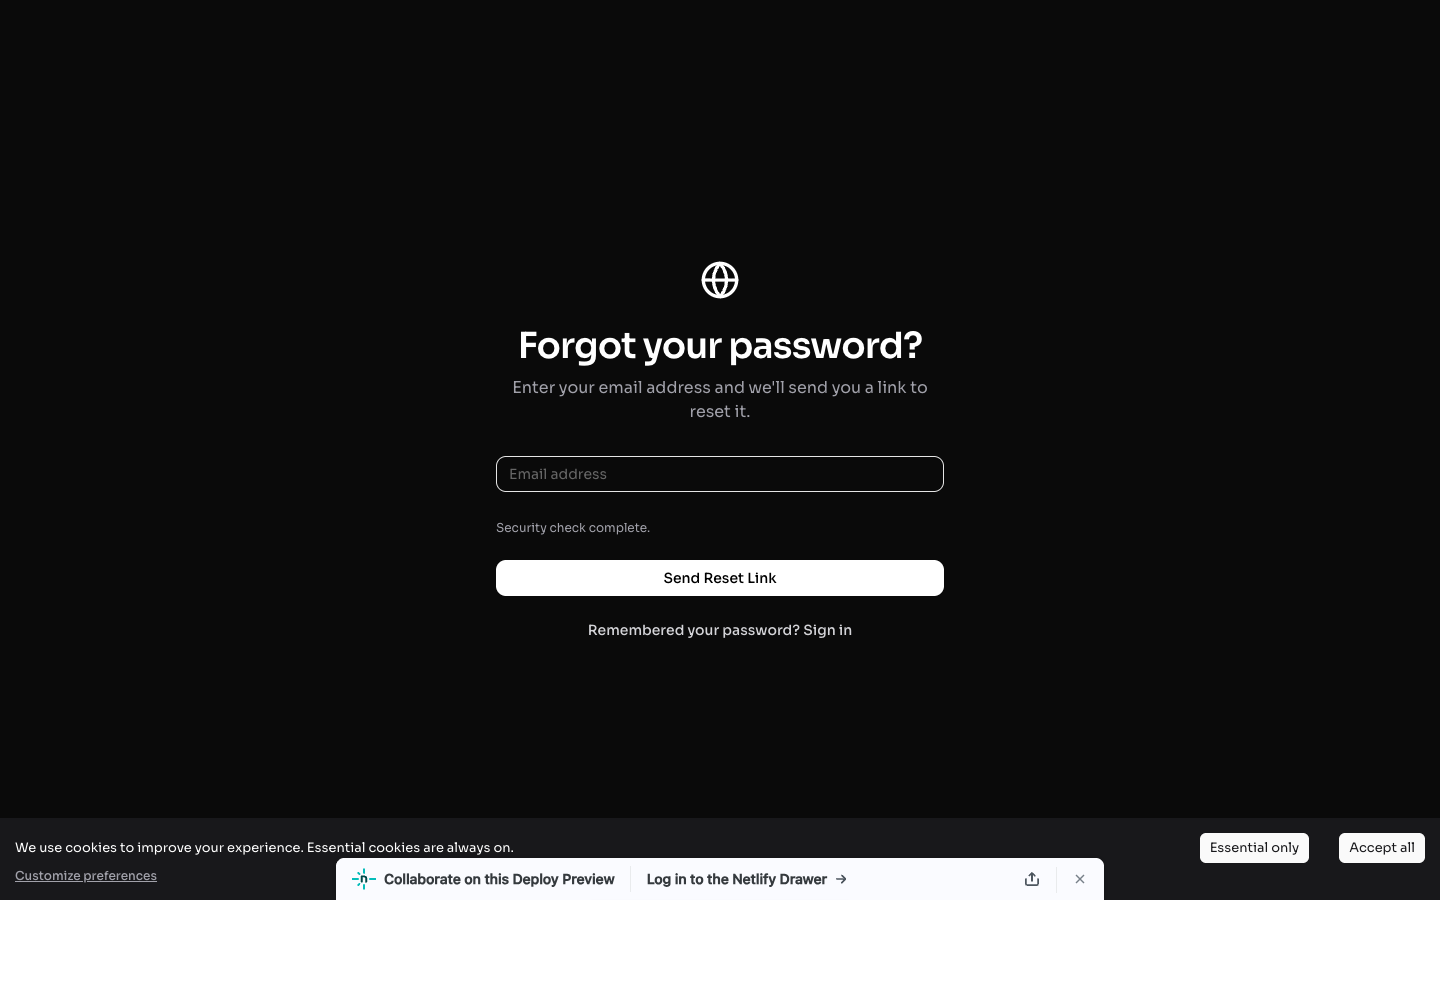 Forgot your password?
Enter your email address and we'll send you a link to
reset it.
Email address
Security check complete.
Send Reset Link
Remembered your password? Sign in
We use cookies to improve your experience. Essential cookies are always on.
Customize preferences
Essential only
Accept all
Collaborate on this Deploy Preview
Log in to the Netlify Drawer →